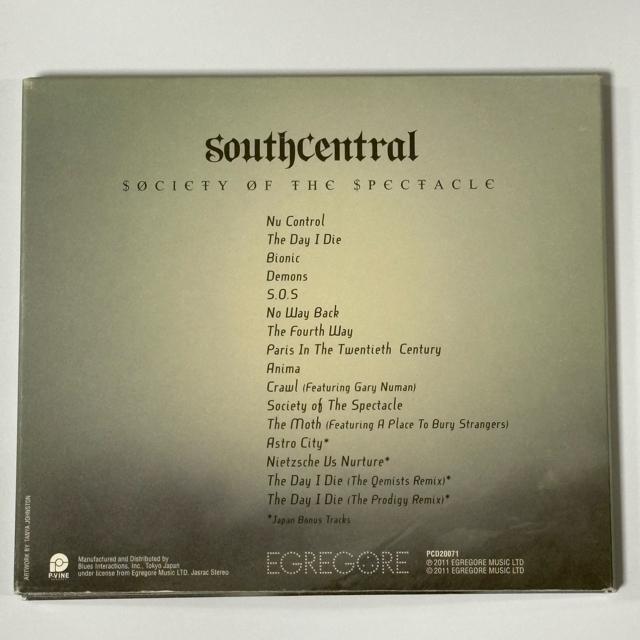 southcentral
$ØCIETY ØF THE $PECTACLE
Nu Control
The Day I Die
Bionic
Demons
S.O.S
No Way Back
The Fourth Way
Paris In The Twentieth Century
Anima
Crawl (Featuring Gary Numan)
Society of The Spectacle
The Moth (Featuring A Place To Bury Strangers)
Astro City*
Nietzsche Vs Nurture*
The Day I Die (The Qemists Remix)*
The Day I Die (The Prodigy Remix)*
*Japan Bonus Tracks
ARTWORK BY TANYA JOHNSTON
P-VINE
Manufactured and Distributed by
Blues Interactions, Inc., Tokyo Japan
under license from Egregore Music LTD. Jasrac Stereo
EGREGORE
PCD20071
℗ 2011 EGREGORE MUSIC LTD
© 2011 EGREGORE MUSIC LTD